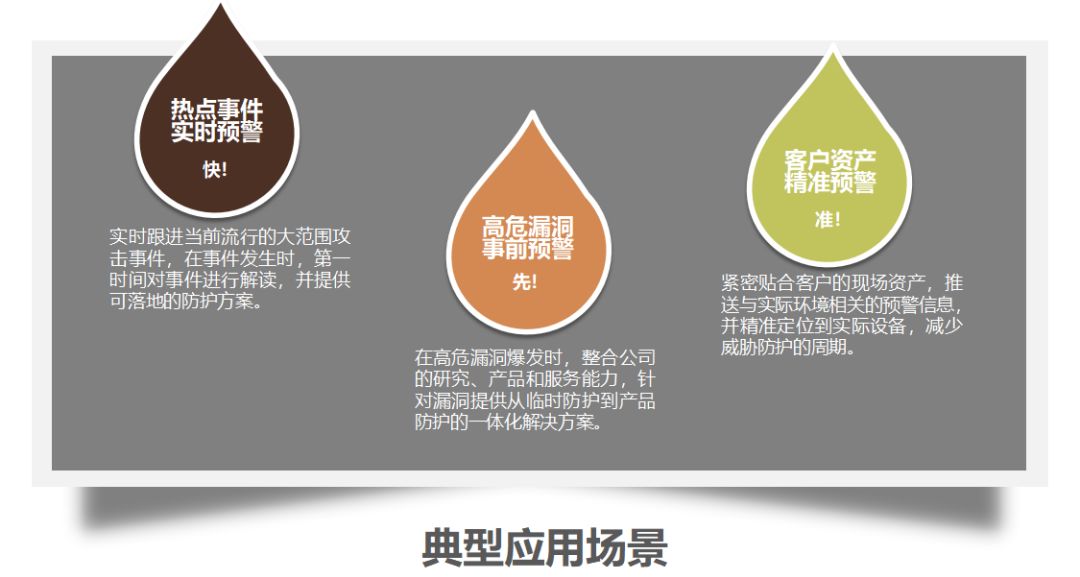 热点事件
实时预警
快！
实时跟进当前流行的大范围攻
击事件，在事件发生时，第一
时间对事件进行解读，并提供
可落地的防护方案。
高危漏洞
事前预警
先！
在高危漏洞爆发时，整合公司
的研究、产品和服务能力，针
对漏洞提供从临时防护到产品
防护的一体化解决方案。
客户资产
精准预警
准！
紧密贴合客户的现场资产，推
送与实际环境相关的预警信息，
并精准定位到实际设备，减少
威胁防护的周期。
典型应用场景